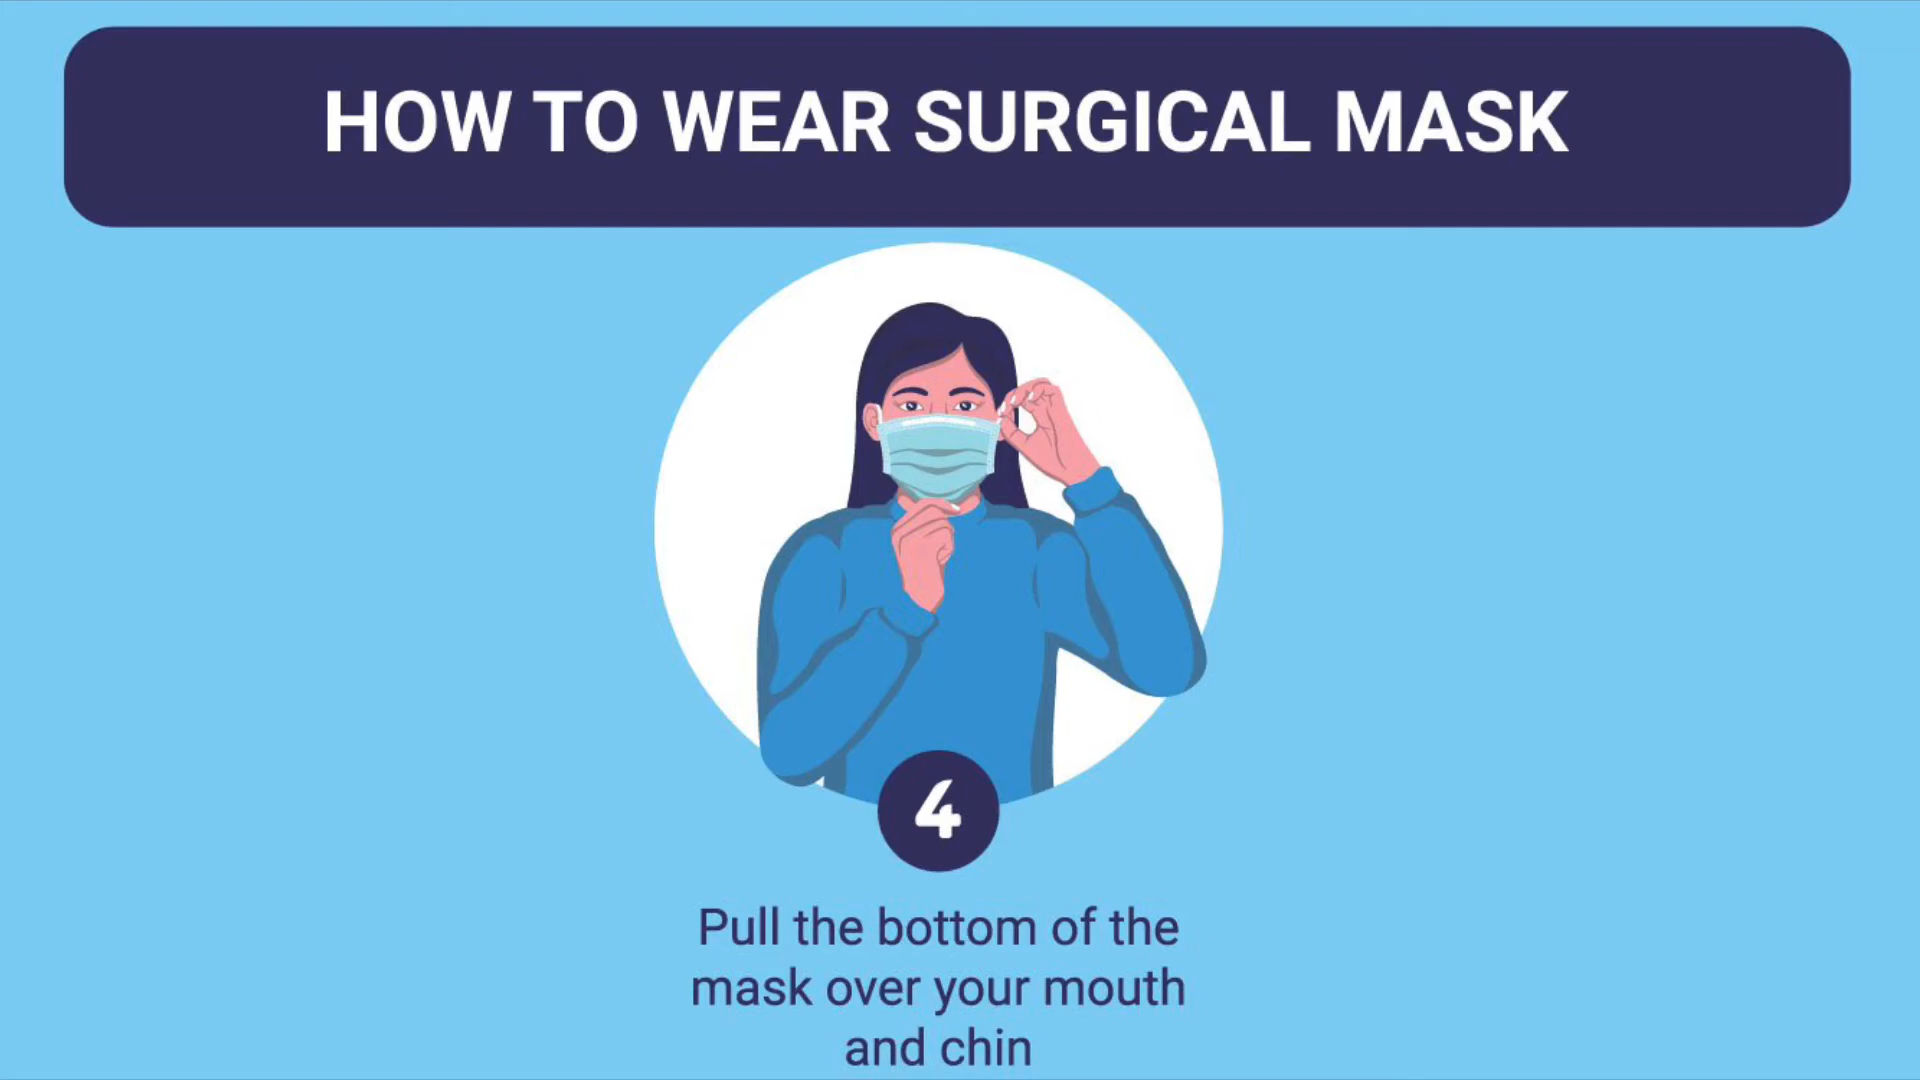 HOW TO WEAR SURGICAL MASK
4
Pull the bottom of the
mask over your mouth
and chin